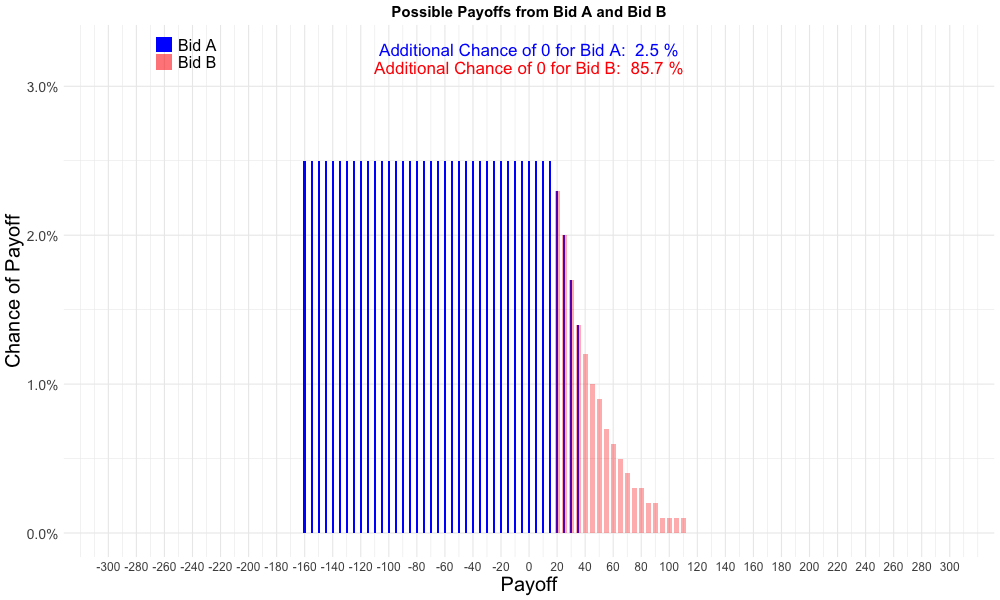 Possible Payoffs from Bid A and Bid B
Bid A
Bid B
Additional Chance of 0 for Bid A:  2.5 %
Additional Chance of 0 for Bid B:  85.7 %
Chance of Payoff
3.0%
2.0%
1.0%
0.0%
-300 -280 -260 -240 -220 -200 -180 -160 -140 -120 -100 -80 -60 -40 -20 0 20 40 60 80 100 120 140 160 180 200 220 240 260 280 300
Payoff